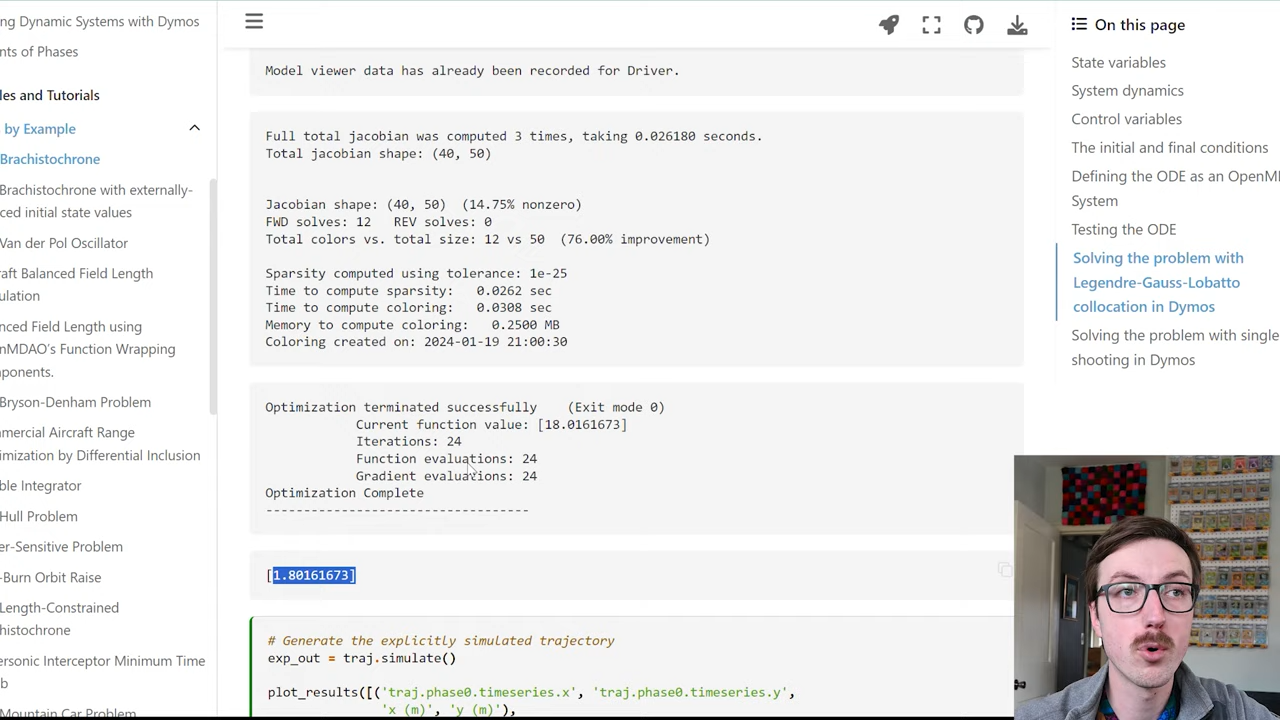 ng Dynamic Systems with Dymos
nts of Phases
les and Tutorials
by Example
Brachistochrone
Brachistochrone with externally-
ced initial state values
Van der Pol Oscillator
raft Balanced Field Length
ulation
nced Field Length using
nMDAO's Function Wrapping
ponents.
Bryson-Denham Problem
mmercial Aircraft Range
timization by Differential Inclusion
ble Integrator
Hull Problem
er-Sensitive Problem
-Burn Orbit Raise
Length-Constrained
histochrone
ersonic Interceptor Minimum Time
b
Mountain Car Problem
Model viewer data has already been recorded for Driver.
Full total jacobian was computed 3 times, taking 0.026180 seconds.
Total jacobian shape: (40, 50)
Jacobian shape: (40, 50) (14.75% nonzero)
FWD solves: 12 REV solves: 0
Total colors vs. total size: 12 vs 50 (76.00% improvement)
Sparsity computed using tolerance: 1e-25
Time to compute sparsity: 0.0262 sec
Time to compute coloring: 0.0308 sec
Memory to compute coloring: 0.2500 MB
Coloring created on: 2024-01-19 21:00:30
Optimization terminated successfully (Exit mode 0)
Current function value: [18.0161673]
Iterations: 24
Function evaluations: 24
Gradient evaluations: 24
Optimization Complete
-----------------------------------
[1.80161673]
# Generate the explicitly simulated trajectory
exp_out = traj.simulate()
plot_results([('traj.phase0.timeseries.x', 'traj.phase0.timeseries.y',
'x (m)', 'y (m)'),
On this page
State variables
System dynamics
Control variables
The initial and final conditions
Defining the ODE as an OpenM
System
Testing the ODE
Solving the problem with
Legendre-Gauss-Lobatto
collocation in Dymos
Solving the problem with single
shooting in Dymos